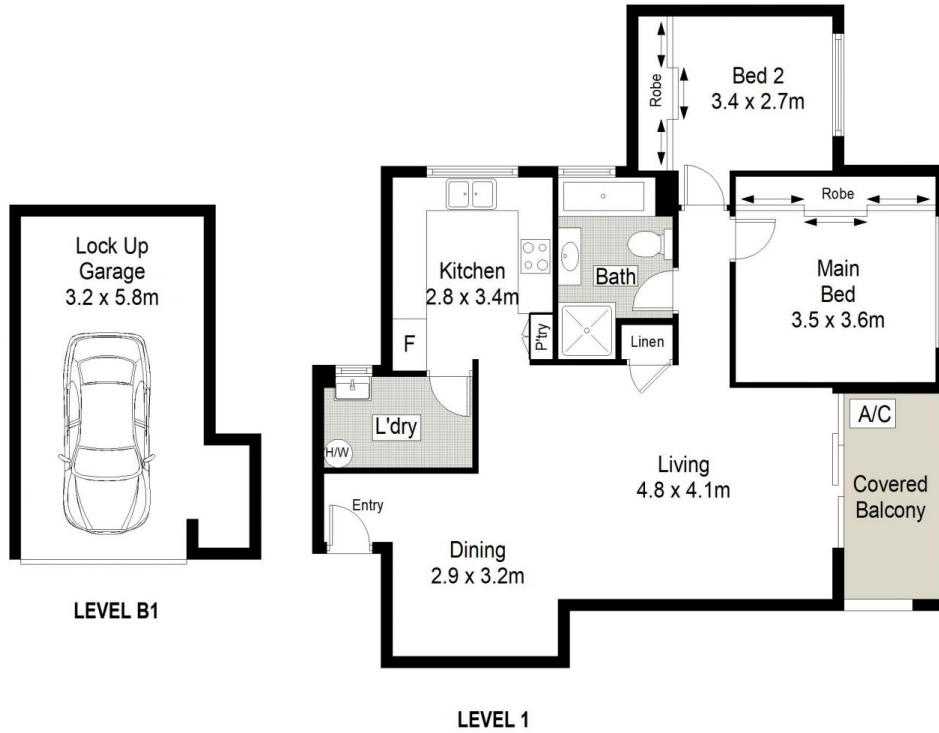 Lock Up
Garage
3.2 x 5.8m
LEVEL B1
Robe
Bed 2
3.4 x 2.7m
Robe
Main
Bed
3.5 x 3.6m
Kitchen
2.8 x 3.4m
F
P'try
Bath
Linen
L'dry
H/W
Entry
Dining
2.9 x 3.2m
Living
4.8 x 4.1m
A/C
Covered
Balcony
LEVEL 1